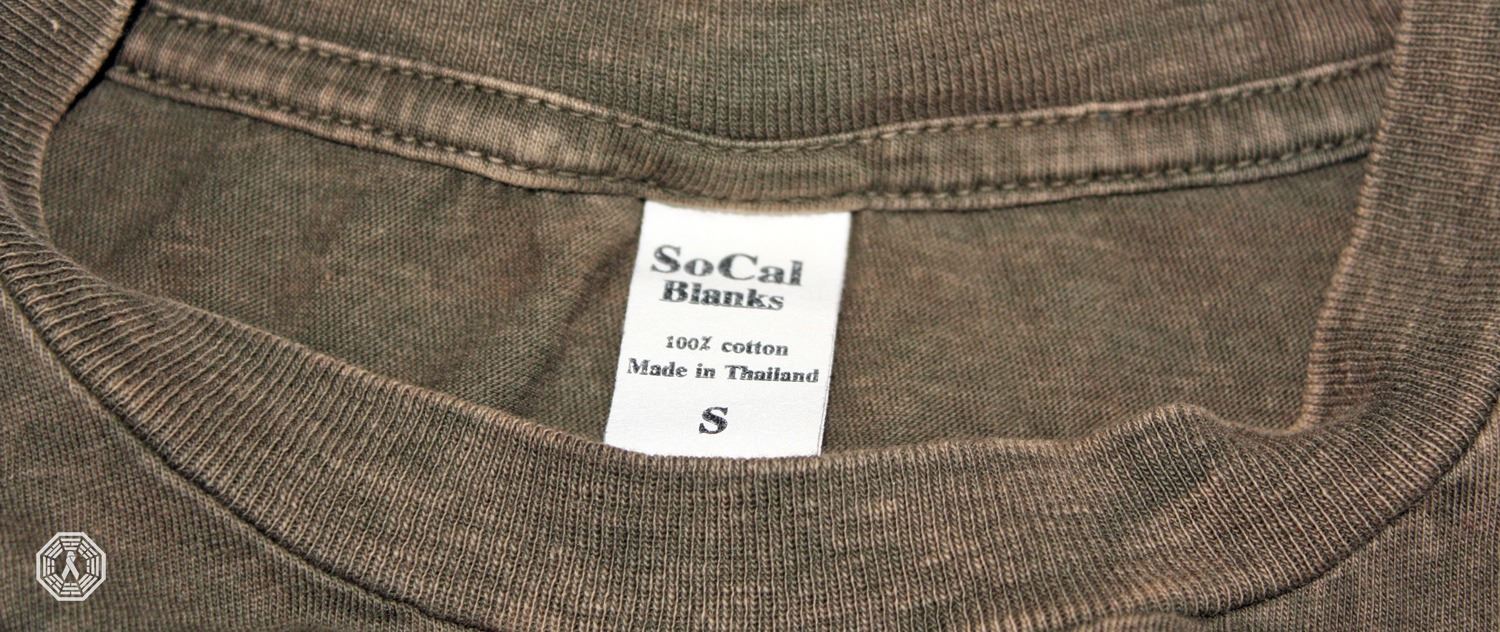 SoCal
Blanks
100% cotton
Made in Thailand
S